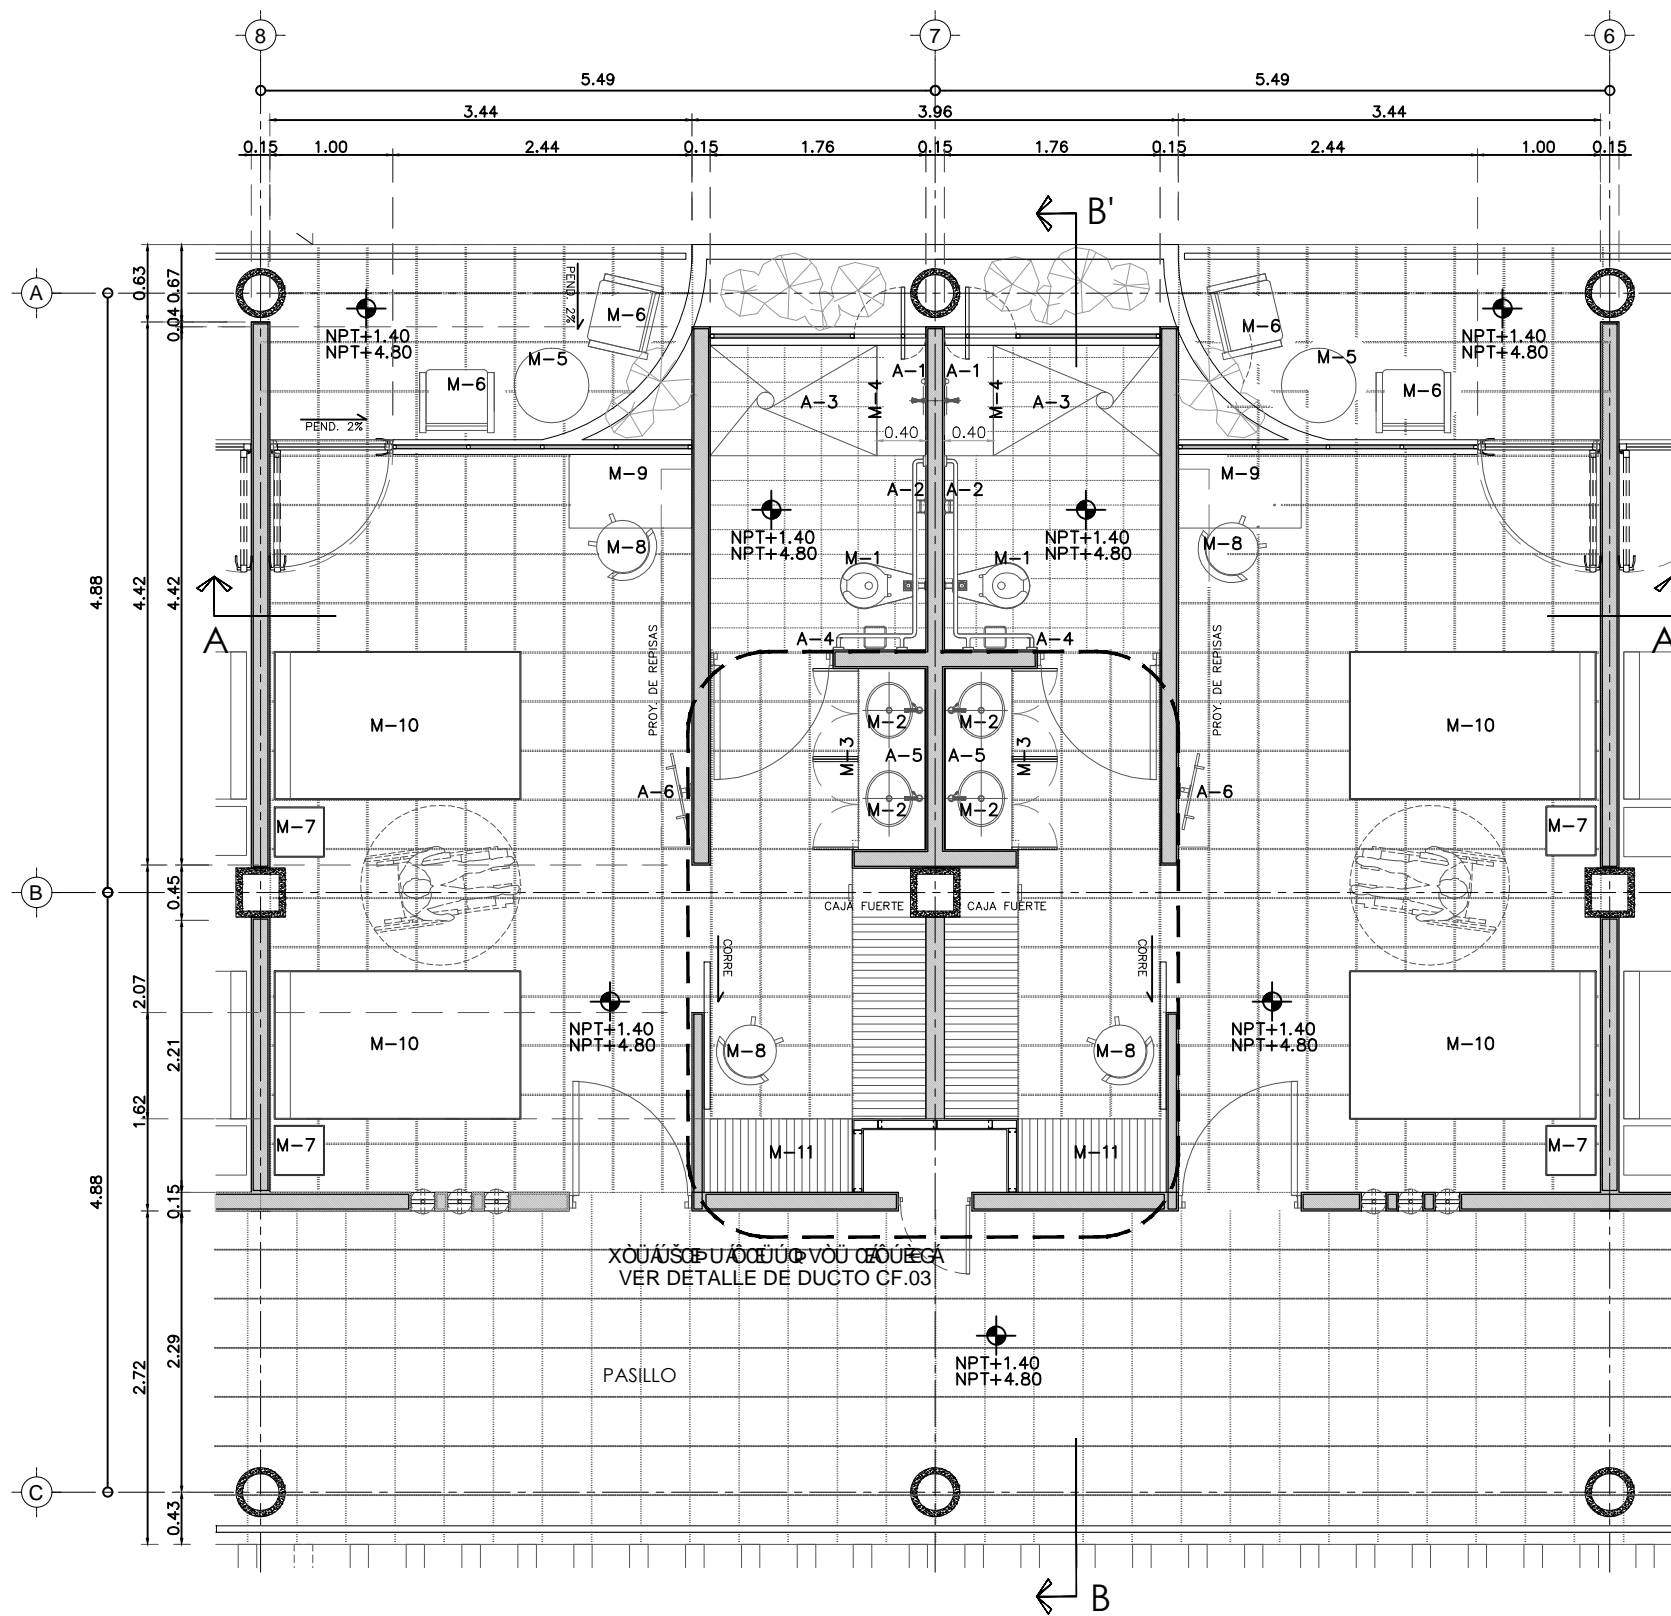 8
7
6
5.49
5.49
3.44
3.96
3.44
0.15
1.00
2.44
0.15
1.76
0.15
1.76
0.15
2.44
1.00
0.15
B'
A
0.63
0.67
0.04
PEND. 2%
M-6
M-6
NPT+1.40
NPT+4.80
NPT+1.40
NPT+4.80
M-5
M-6
A-1
A-1
M-5
M-6
A-3
M-4
M-4
A-3
PEND. 2%
0.40
0.40
M-9
M-9
A-2
A-2
NPT+1.40
NPT+4.80
NPT+1.40
NPT+4.80
M-8
M-8
M-1
M-1
4.88
4.42
4.42
A
A
A-4
A-4
PROY. DE REPISAS
PROY. DE REPISAS
M-10
M-10
M-2
M-2
M-3
A-5
A-5
M-3
A-6
A-6
M-2
M-2
M-7
M-7
B
0.45
CAJA FUERTE
CAJA FUERTE
CORRE
CORRE
2.07
NPT+1.40
NPT+4.80
NPT+1.40
NPT+4.80
M-10
M-8
M-8
M-10
2.21
1.62
M-7
M-11
M-11
M-7
4.88
0.15
XÒÜÁÚŠŒÞUÁÔŒÜÚQÞVÒÜ ŒÁÔÚÈGÁ
VER DETALLE DE DUCTO CF.03
2.29
2.72
NPT+1.40
NPT+4.80
PASILLO
C
0.43
B